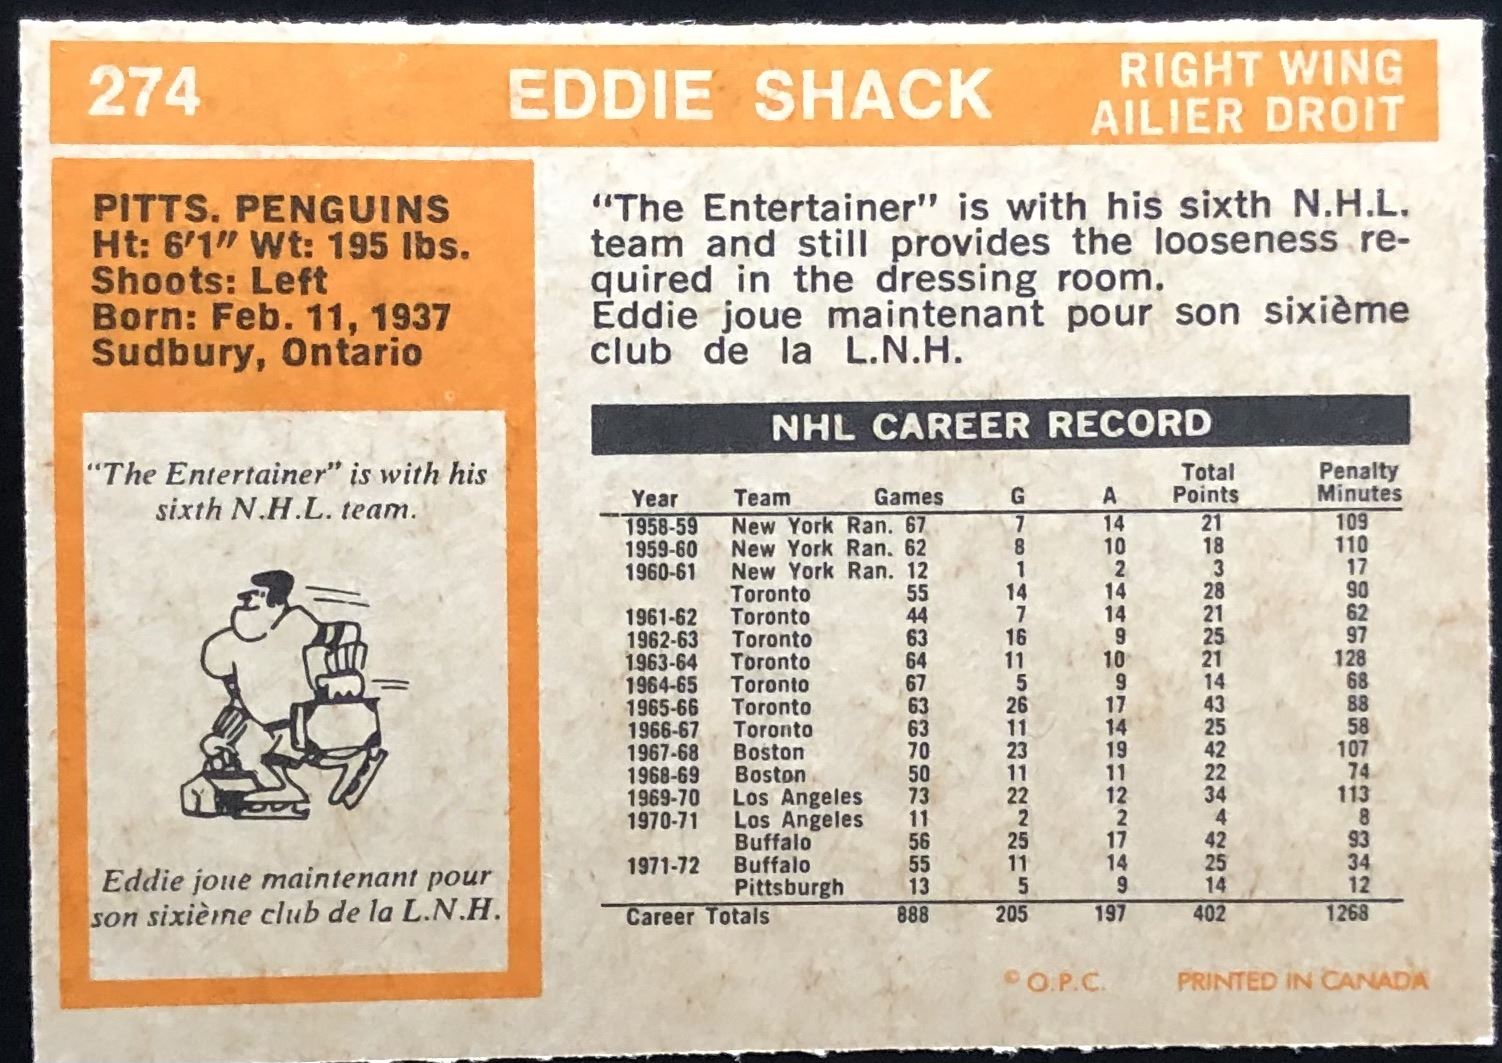 274 EDDIE SHACK RIGHT WING
AILIER DROIT
PITTS. PENGUINS
Ht: 6'1" Wt: 195 lbs.
Shoots: Left
Born: Feb. 11, 1937
Sudbury, Ontario
"The Entertainer" is with his
sixth N.H.L. team.
Eddie joue maintenant pour
son sixième club de la L.N.H.
"The Entertainer" is with his sixth N.H.L.
team and still provides the looseness re-
quired in the dressing room.
Eddie joue maintenant pour son sixième
club de la L.N.H.
NHL CAREER RECORD
Total Penalty
Year Team Games G A Points Minutes
1958-59 New York Ran. 67 7 14 21 109
1959-60 New York Ran. 62 8 10 18 110
1960-61 New York Ran. 12 1 2 3 17
Toronto 55 14 14 28 90
1961-62 Toronto 44 7 14 21 62
1962-63 Toronto 63 16 9 25 97
1963-64 Toronto 64 11 10 21 128
1964-65 Toronto 67 5 9 14 68
1965-66 Toronto 63 26 17 43 88
1966-67 Toronto 63 11 14 25 58
1967-68 Boston 70 23 19 42 107
1968-69 Boston 50 11 11 22 74
1969-70 Los Angeles 73 22 12 34 113
1970-71 Los Angeles 11 2 2 4 8
Buffalo 56 25 17 42 93
1971-72 Buffalo 55 11 14 25 34
Pittsburgh 13 5 9 14 12
Career Totals 888 205 197 402 1268
© O.P.C. PRINTED IN CANADA